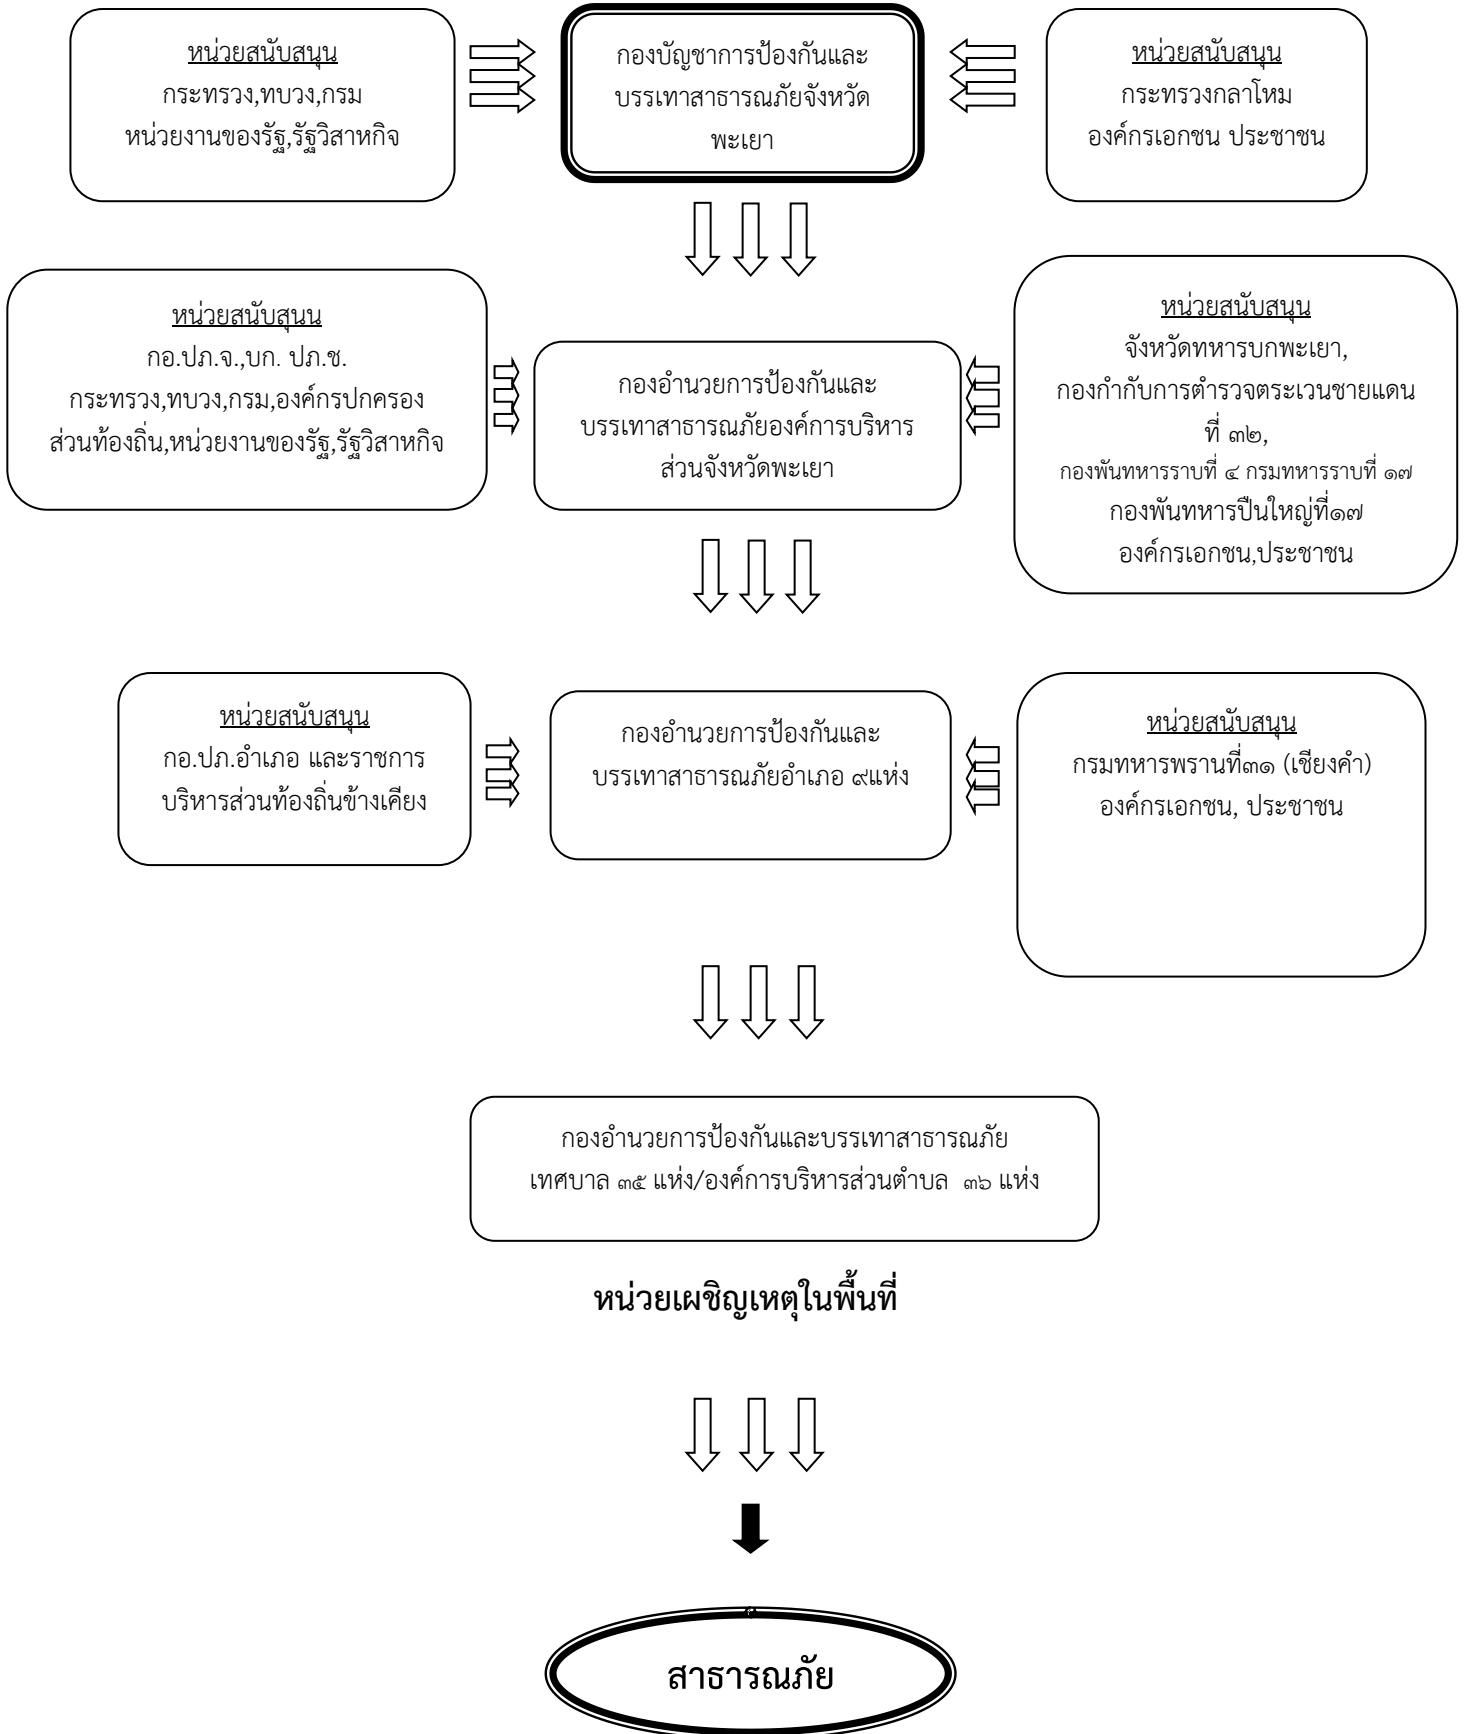 หน่วยสนับสนุน
กระทรวง,ทบวง,กรม
หน่วยงานของรัฐ,รัฐวิสาหกิจ
กองบัญชาการป้องกันและ
บรรเทาสาธารณภัยจังหวัด
พะเยา
หน่วยสนับสนุน
กระทรวงกลาโหม
องค์กรเอกชน ประชาชน
หน่วยสนับสุนน
กอ.ปภ.จ.,บก. ปภ.ช.
กระทรวง,ทบวง,กรม,องค์กรปกครอง
ส่วนท้องถิ่น,หน่วยงานของรัฐ,รัฐวิสาหกิจ
กองอำนวยการป้องกันและ
บรรเทาสาธารณภัยองค์การบริหาร
ส่วนจังหวัดพะเยา
หน่วยสนับสนุน
จังหวัดทหารบกพะเยา,
กองกำกับการตำรวจตระเวนชายแดน
ที่ ๓๒,
กองพันทหารราบที่ ๔ กรมทหารราบที่ ๑๗
กองพันทหารปืนใหญ่ที่๑๗
องค์กรเอกชน,ประชาชน
หน่วยสนับสนุน
กอ.ปภ.อำเภอ และราชการ
บริหารส่วนท้องถิ่นข้างเคียง
กองอำนวยการป้องกันและ
บรรเทาสาธารณภัยอำเภอ ๙แห่ง
หน่วยสนับสนุน
กรมทหารพรานที่๓๑ (เชียงคำ)
องค์กรเอกชน, ประชาชน
กองอำนวยการป้องกันและบรรเทาสาธารณภัย
เทศบาล ๓๕ แห่ง/องค์การบริหารส่วนตำบล ๓๖ แห่ง
หน่วยเผชิญเหตุในพื้นที่
สาธารณภัย